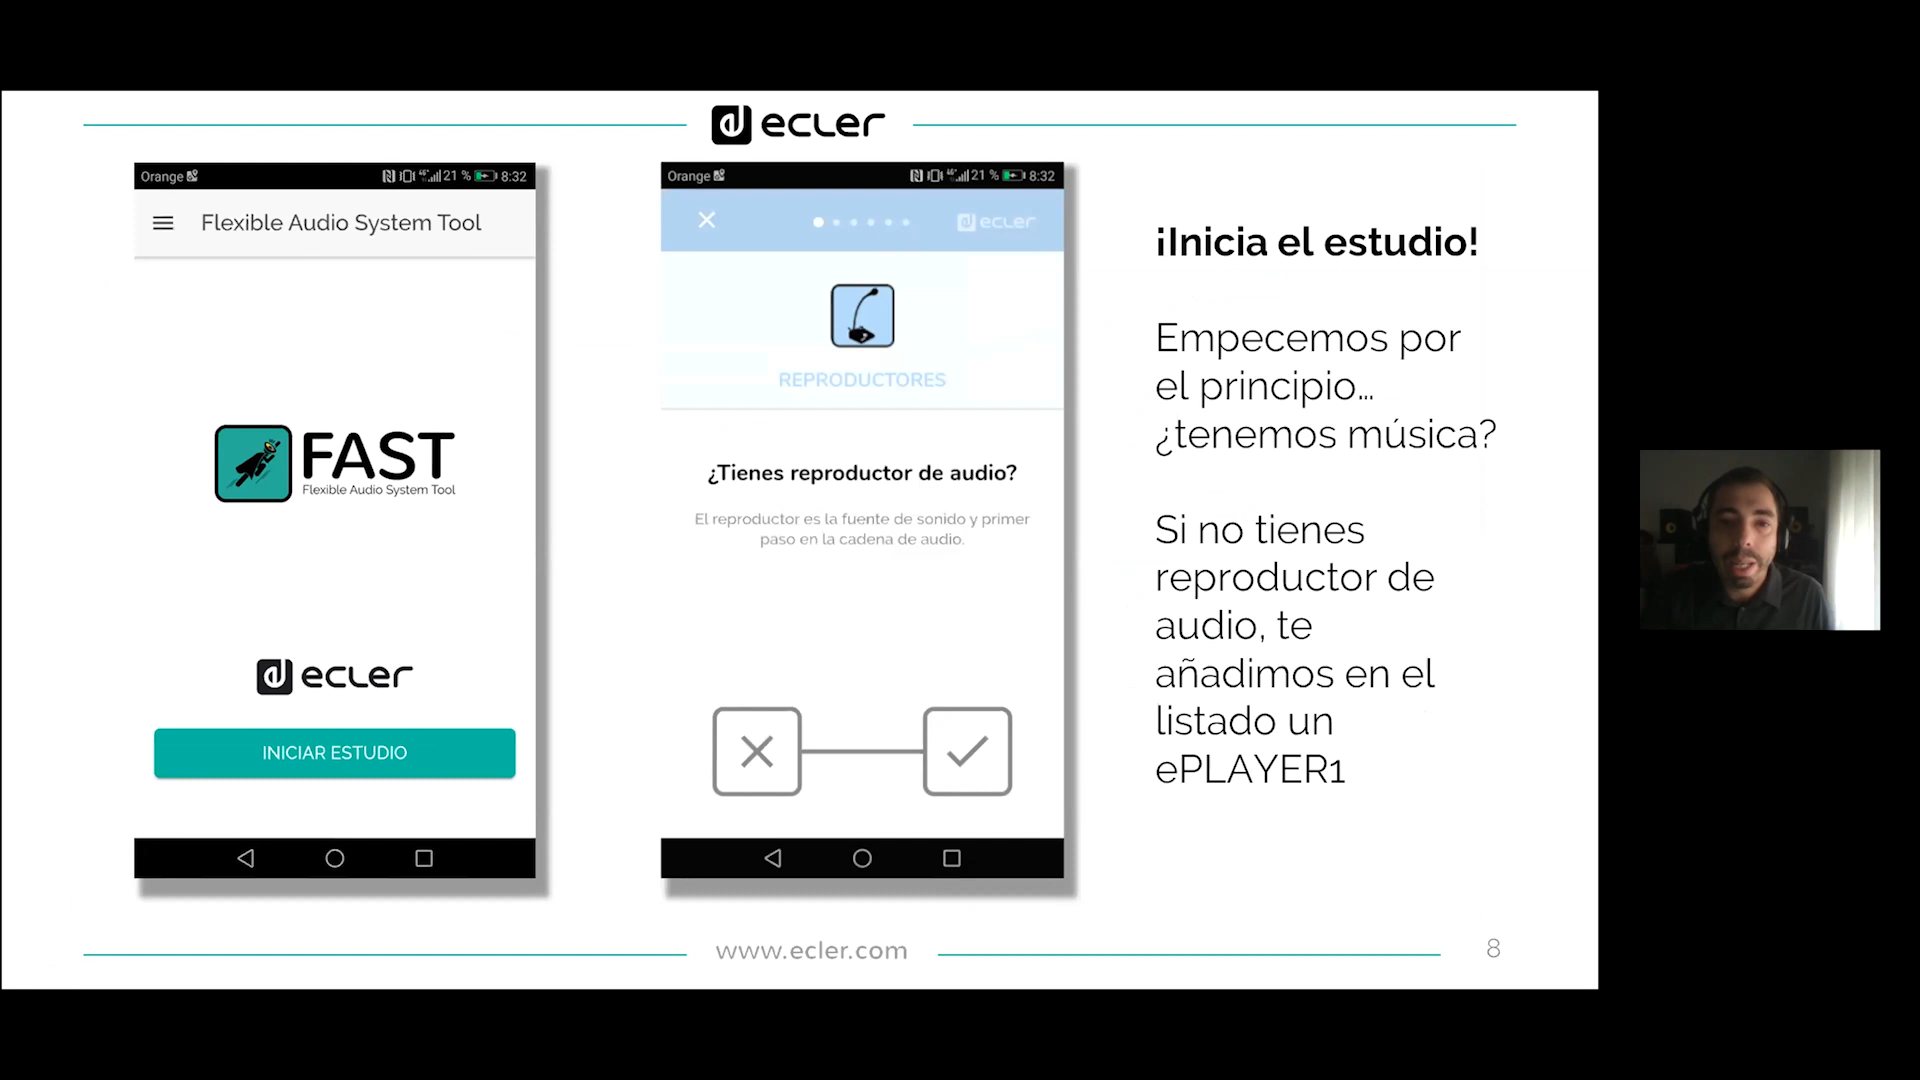 ecler
Orange
21 %
8:32
Flexible Audio System Tool
FAST
Flexible Audio System Tool
ecler
INICIAR ESTUDIO
Orange
21 %
8:32
ecler
REPRODUCTORES
¿Tienes reproductor de audio?
El reproductor es la fuente de sonido y primer
paso en la cadena de audio.
¡Inicia el estudio!
Empecemos por
el principio...
¿tenemos música?
Si no tienes
reproductor de
audio, te
añadimos en el
listado un
ePLAYER1
www.ecler.com
8